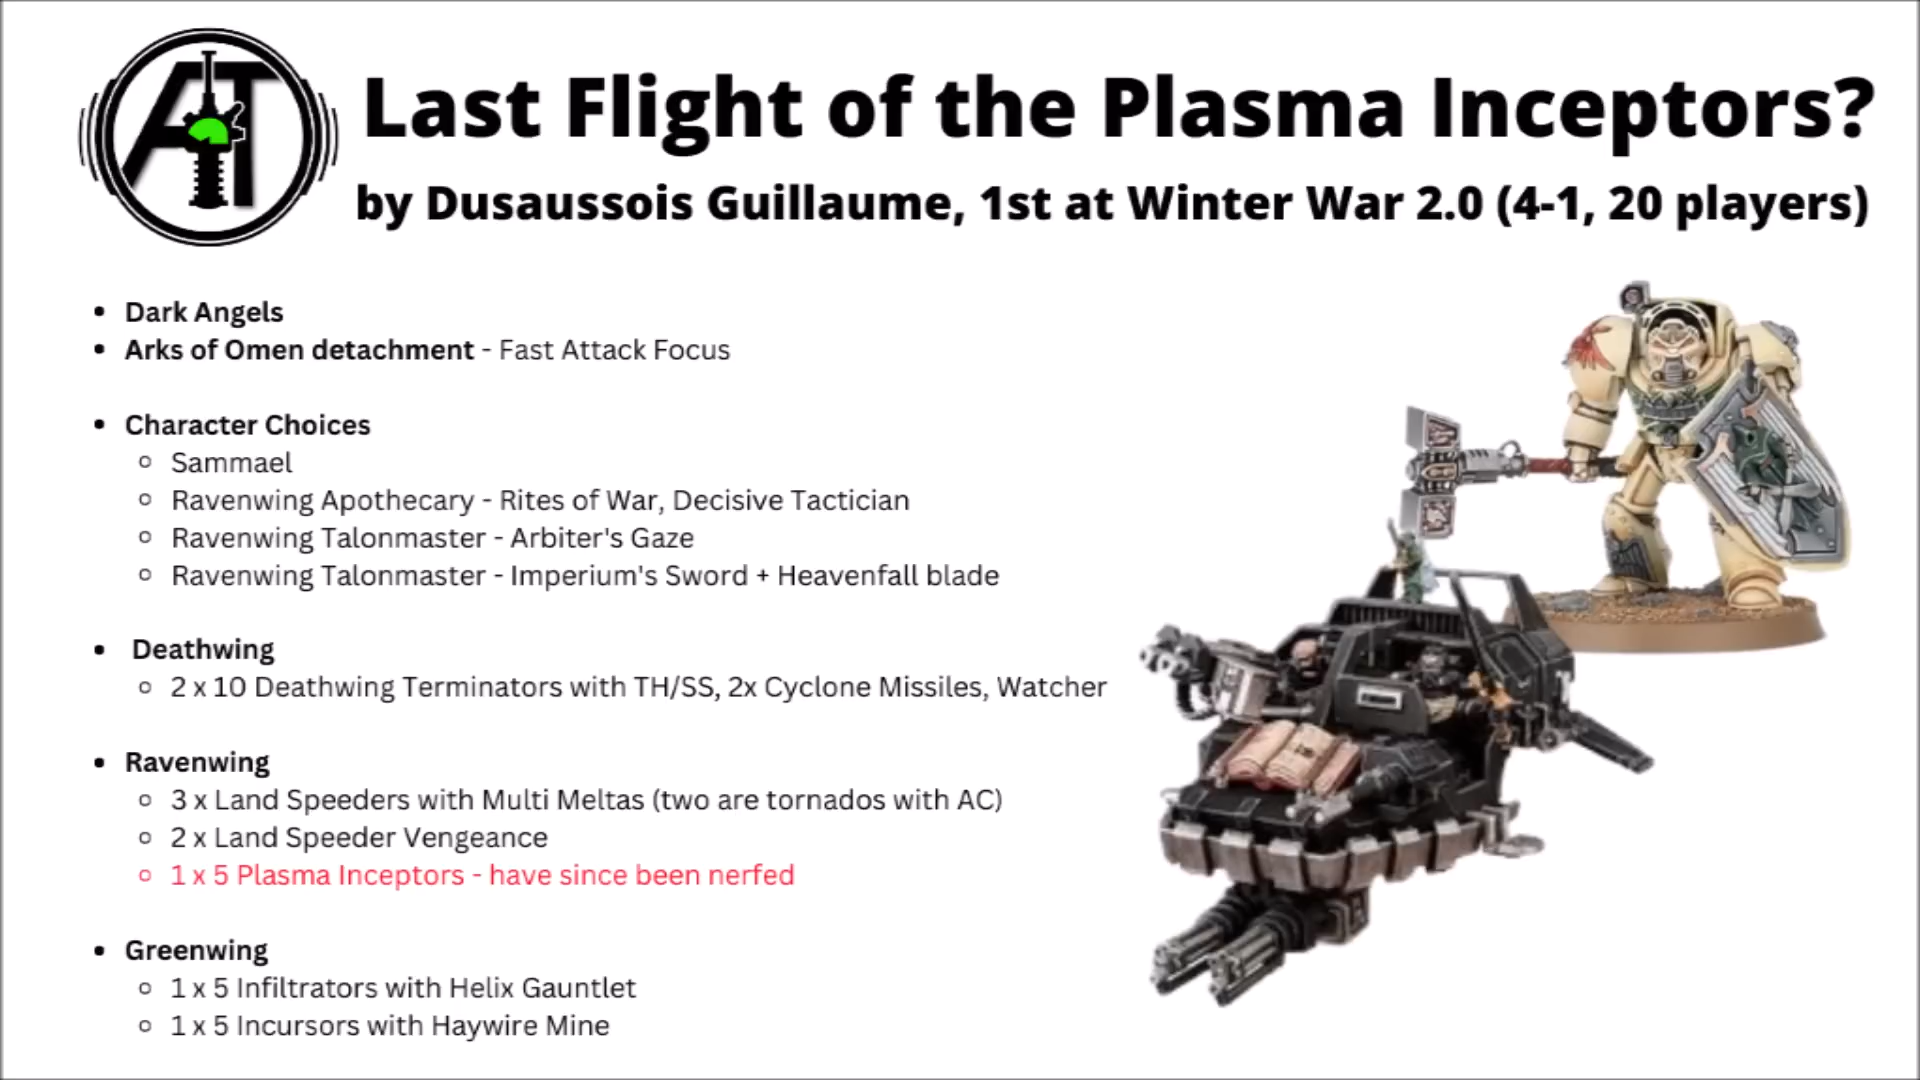 AT
Last Flight of the Plasma Inceptors?
by Dusaussois Guillaume, 1st at Winter War 2.0 (4-1, 20 players)
• Dark Angels
• Arks of Omen detachment - Fast Attack Focus
• Character Choices
○ Sammael
○ Ravenwing Apothecary - Rites of War, Decisive Tactician
○ Ravenwing Talonmaster - Arbiter's Gaze
○ Ravenwing Talonmaster - Imperium's Sword + Heavenfall blade
• Deathwing
○ 2 x 10 Deathwing Terminators with TH/SS, 2x Cyclone Missiles, Watcher
• Ravenwing
○ 3 x Land Speeders with Multi Meltas (two are tornados with AC)
○ 2 x Land Speeder Vengeance
○ 1 x 5 Plasma Inceptors - have since been nerfed
• Greenwing
○ 1 x 5 Infiltrators with Helix Gauntlet
○ 1 x 5 Incursors with Haywire Mine